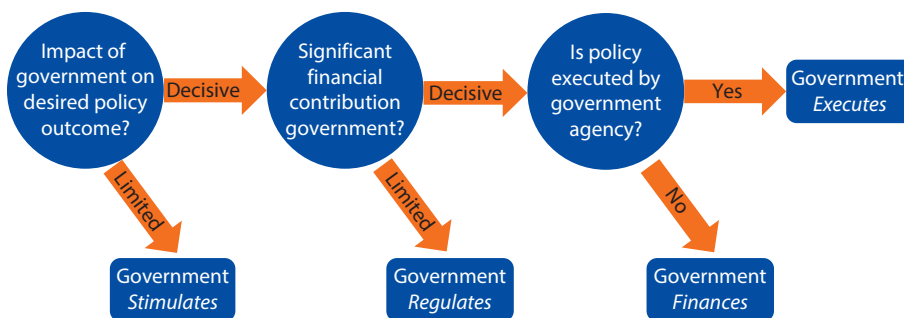 Impact of
government on
desired policy
outcome?
Decisive
Significant
financial
contribution
government?
Decisive
Is policy
executed by
government
agency?
Yes
Government
Executes
Limited
Limited
No
Government
Stimulates
Government
Regulates
Government
Finances